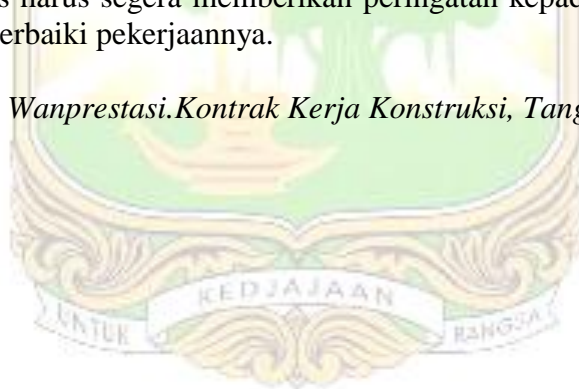 s harus segera memberikan peringatan kepad
erbaiki pekerjaannya.
Wanprestasi.Kontrak Kerja Konstruksi, Tang
UNTUK KEDJAJAAN BANGSA